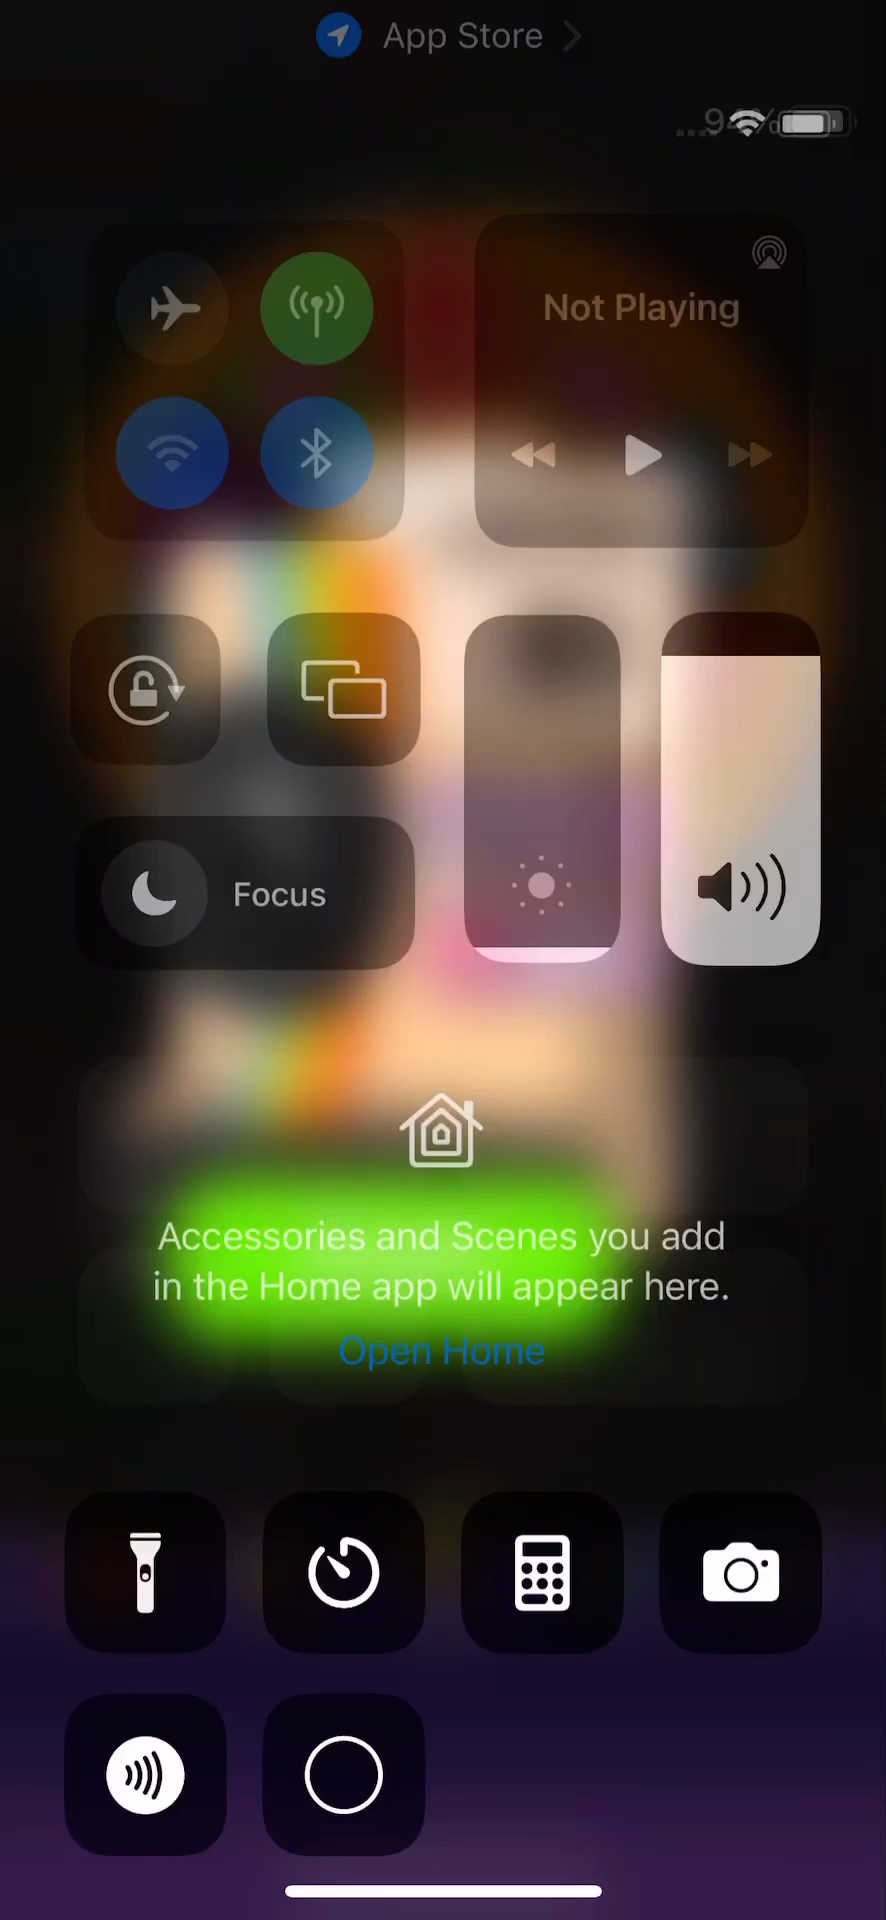 App Store
94%
Not Playing
Focus
Accessories and Scenes you add
in the Home app will appear here.
Open Home